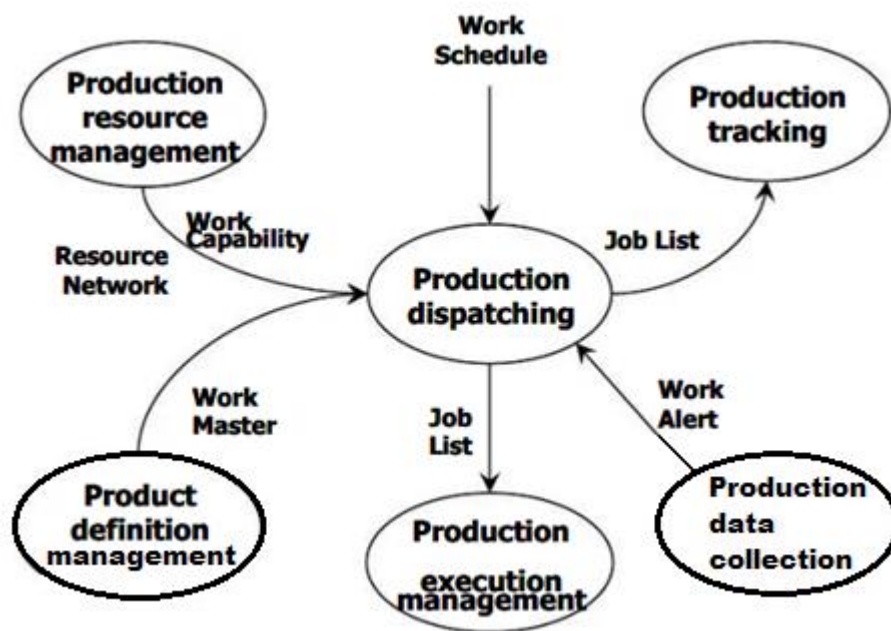 Work
Schedule
Production
resource
management
Production
tracking
Work
Capability
Resource
Network
Job List
Production
dispatching
Work
Master
Job
List
Work
Alert
Product
definition
management
Production
execution
management
Production
data
collection